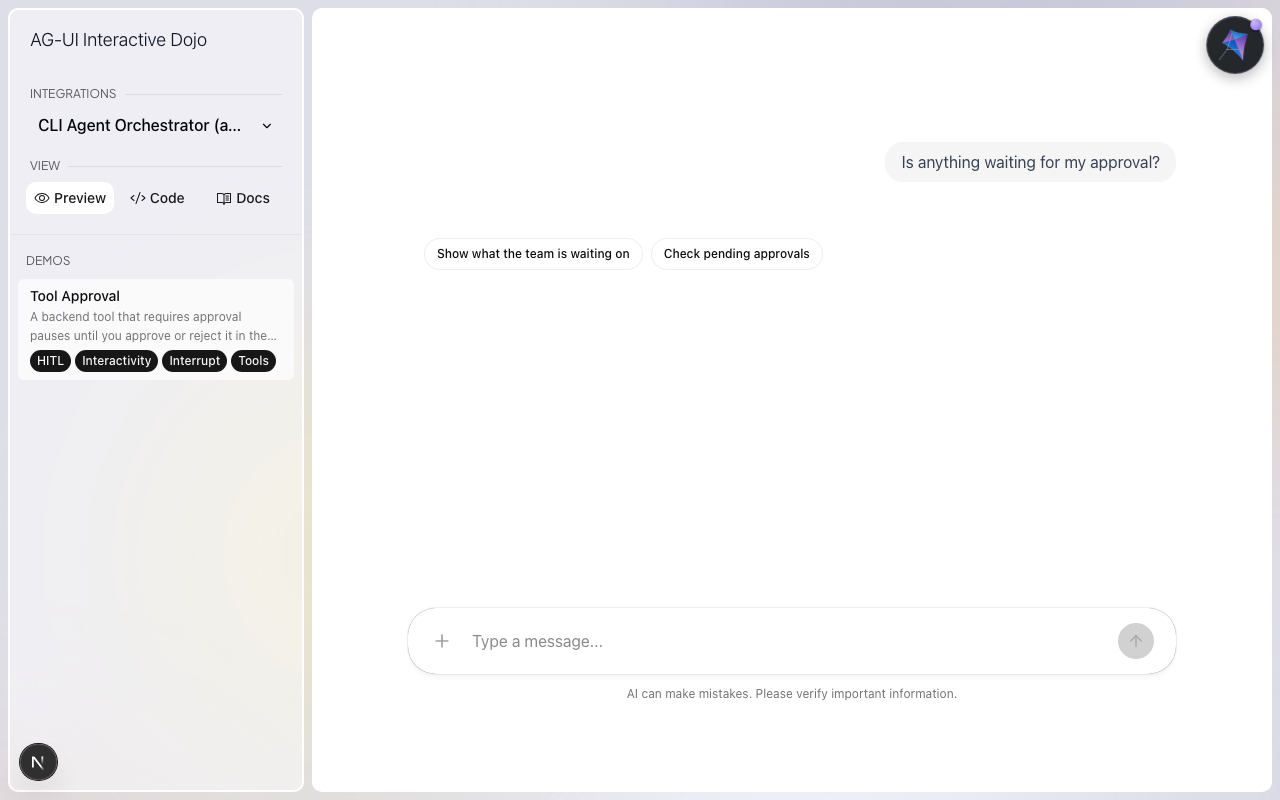 AG-UI Interactive Dojo
INTEGRATIONS
CLI Agent Orchestrator (a...
VIEW
Preview
Code
Docs
DEMOS
Tool Approval
A backend tool that requires approval
pauses until you approve or reject it in the...
HITL
Interactivity
Interrupt
Tools
Is anything waiting for my approval?
Show what the team is waiting on
Check pending approvals
Type a message...
AI can make mistakes. Please verify important information.
N